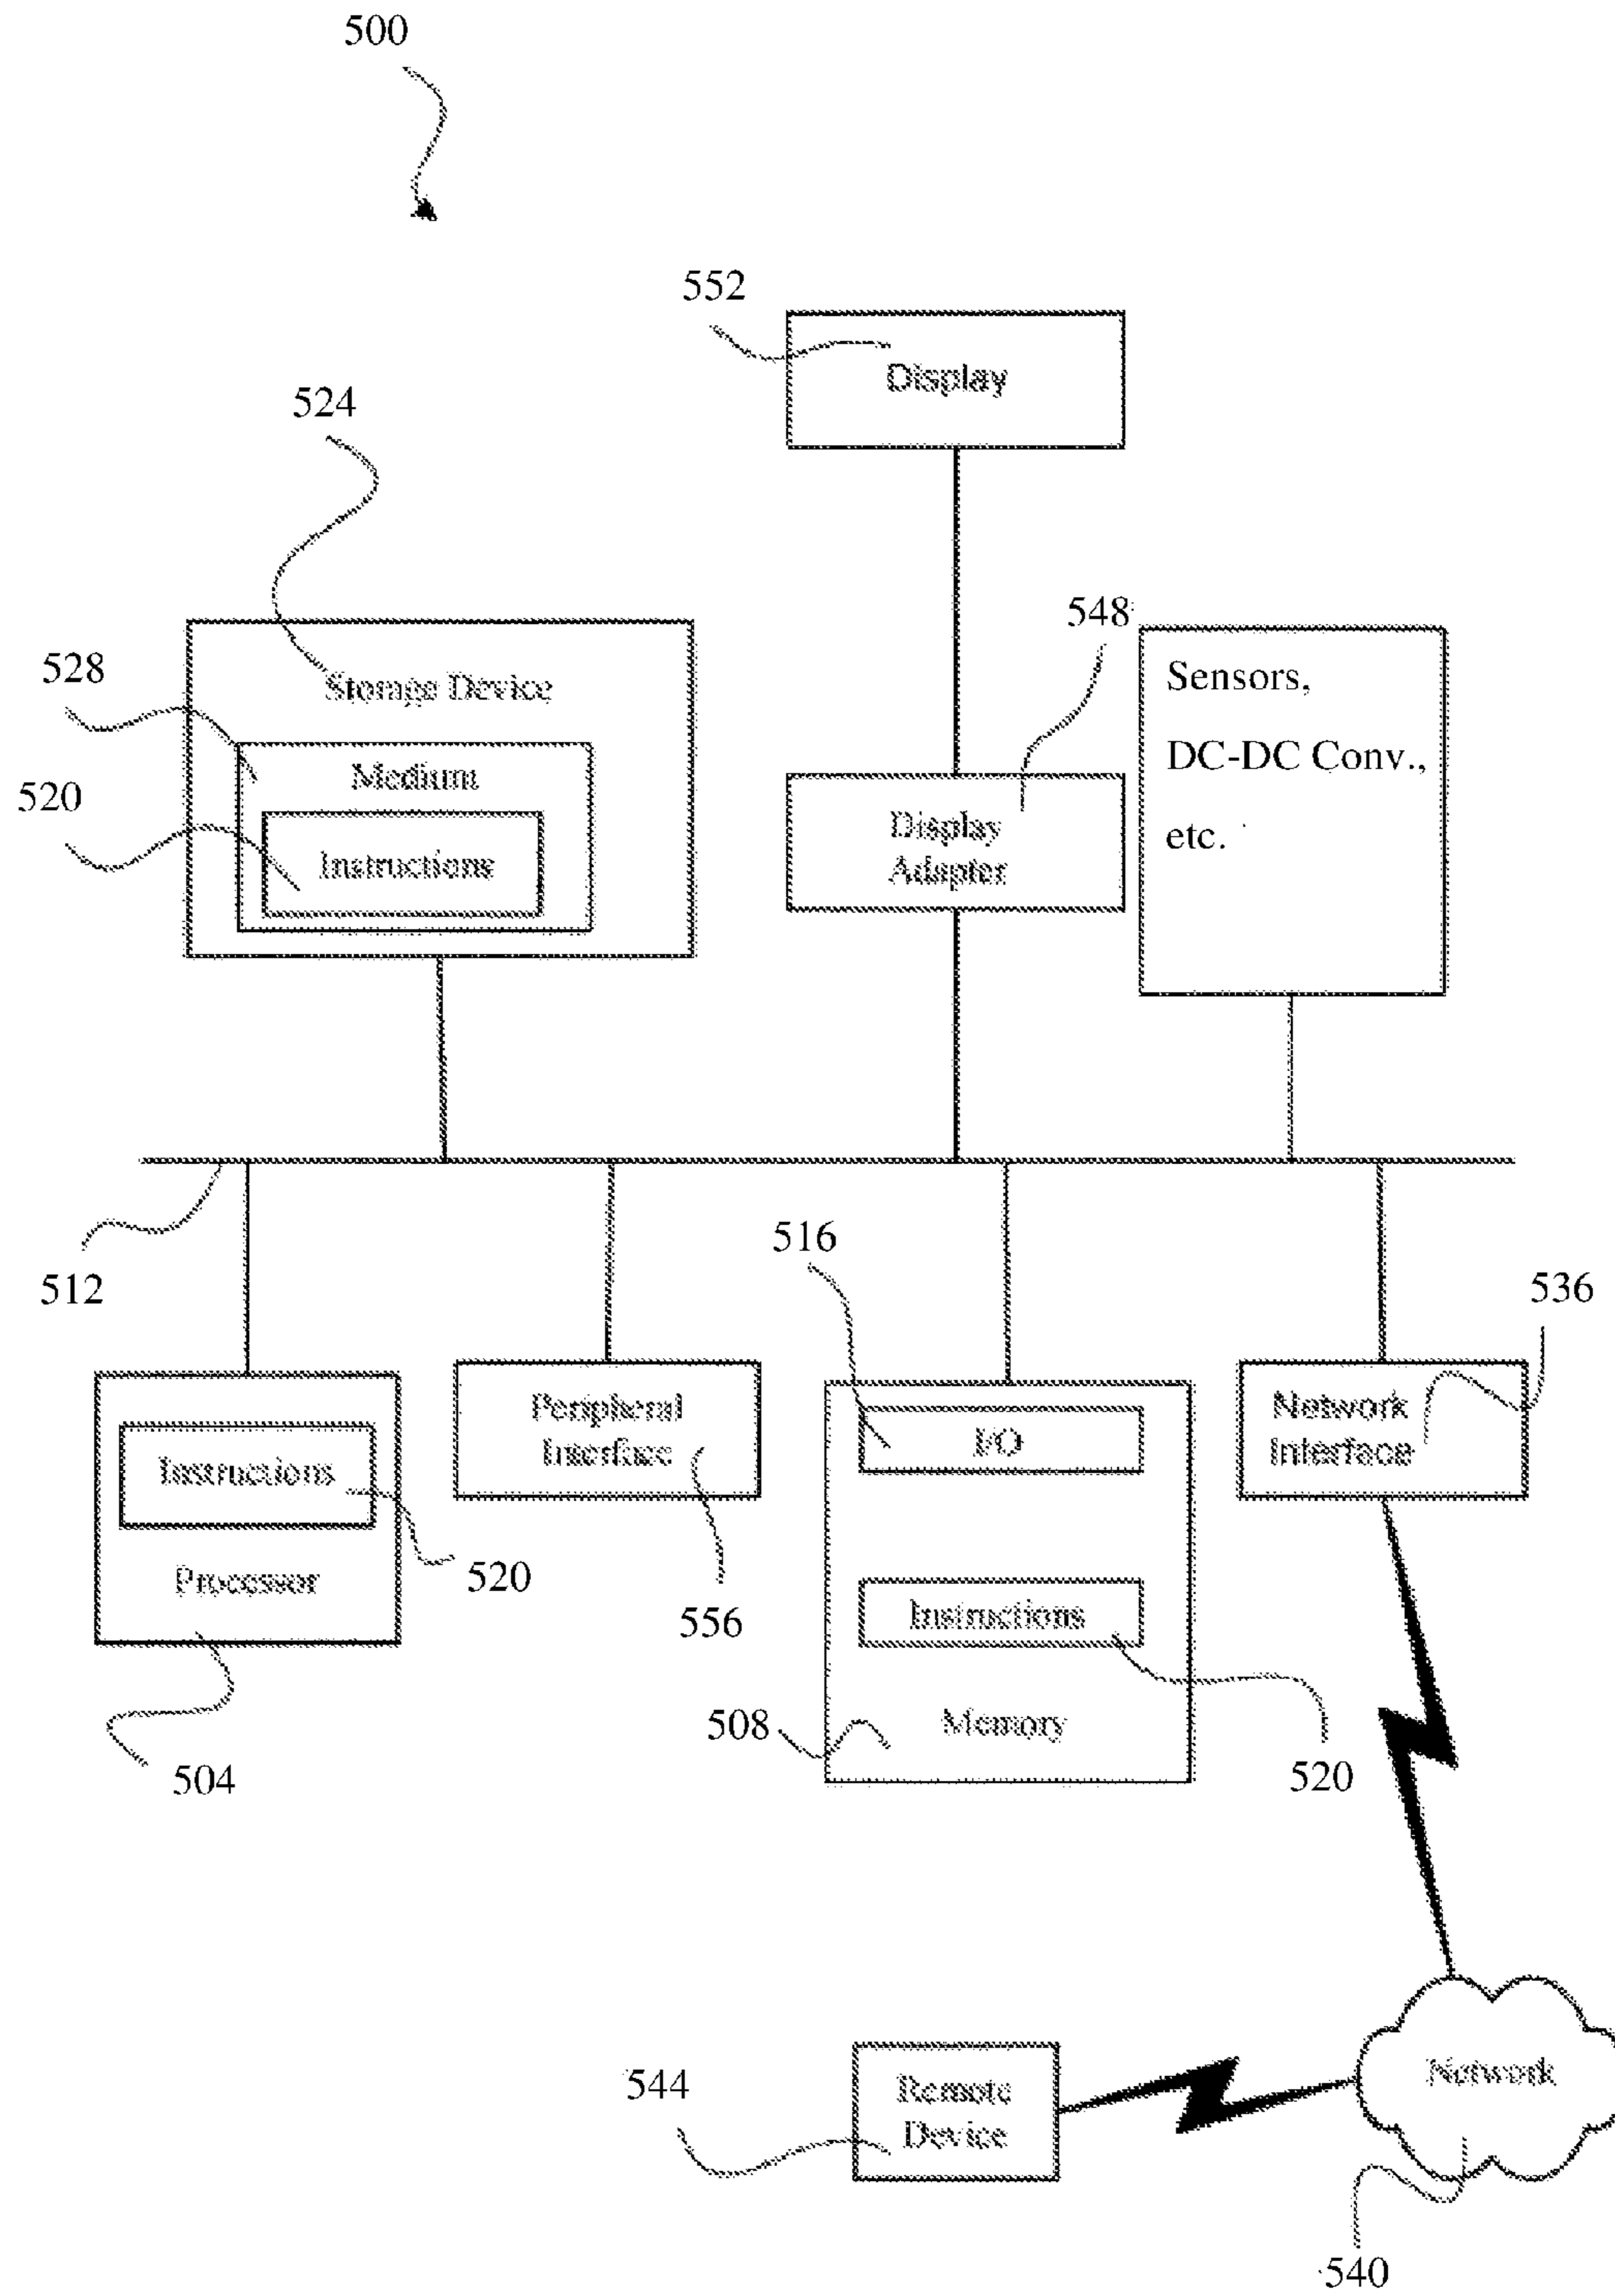 500
552
Display
524
548
Sensors,
DC-DC Conv.,
etc.
528
Storage Device
Medium
520
Instructions
Display
Adapter
512
516
536
Instructions
Processor
520
504
Peripheral
Interface
556
I/O
Instructions
508
Memory
520
Network
Interface
544
Remote
Device
Network
540